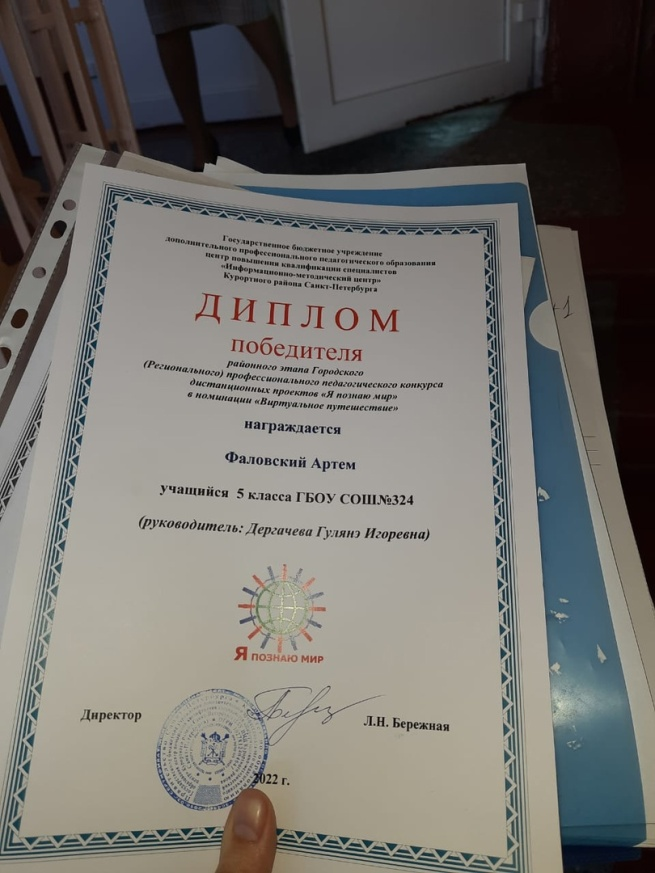 Государственное бюджетное учреждение
дополнительного профессионального педагогического образования
центр повышения квалификации специалистов
«Информационно-методический центр»
Курортного района Санкт-Петербурга
ДИПЛОМ
победителя
районного этапа Городского
(Регионального) профессионального педагогического конкурса
дистанционных проектов «Я познаю мир»
в номинации «Виртуальное путешествие»
награждается
Фаловский Артем
учащийся 5 класса ГБОУ СОШ№324
(руководитель: Дергачева Гулянэ Игоревна)
Я ПОЗНАЮ МИР
Директор
Л.Н. Бережная
2022 г.